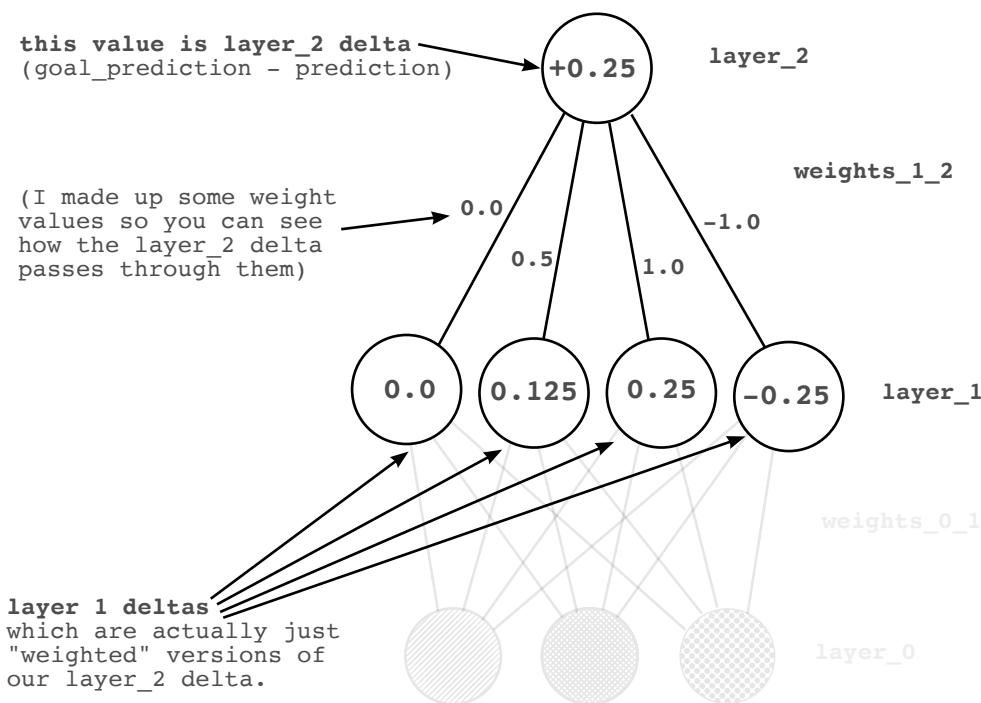 this value is layer_2 delta
(goal_prediction - prediction)
+0.25
layer_2
weights_1_2
(I made up some weight
values so you can see
how the layer_2 delta
passes through them)
0.0
0.5
1.0
-1.0
0.0
0.125
0.25
-0.25
layer_1
weights_0_1
layer 1 deltas
which are actually just
"weighted" versions of
our layer_2 delta.
layer_0